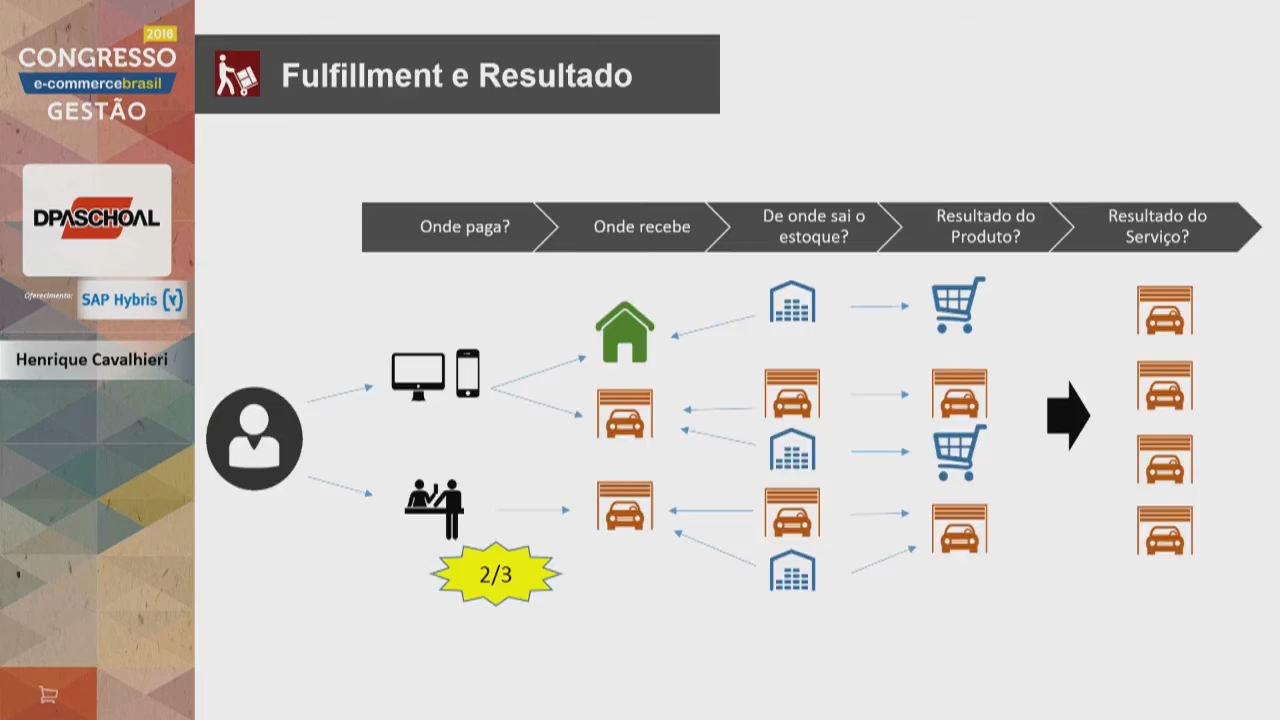 2016
CONGRESSO
e-commercebrasil
GESTÃO
DPASCHOAL
Oferecimento:
SAP Hybris (Y)
Henrique Cavalhieri
Fulfillment e Resultado
Onde paga?
Onde recebe
De onde sai o
estoque?
Resultado do
Produto?
Resultado do
Serviço?
2/3